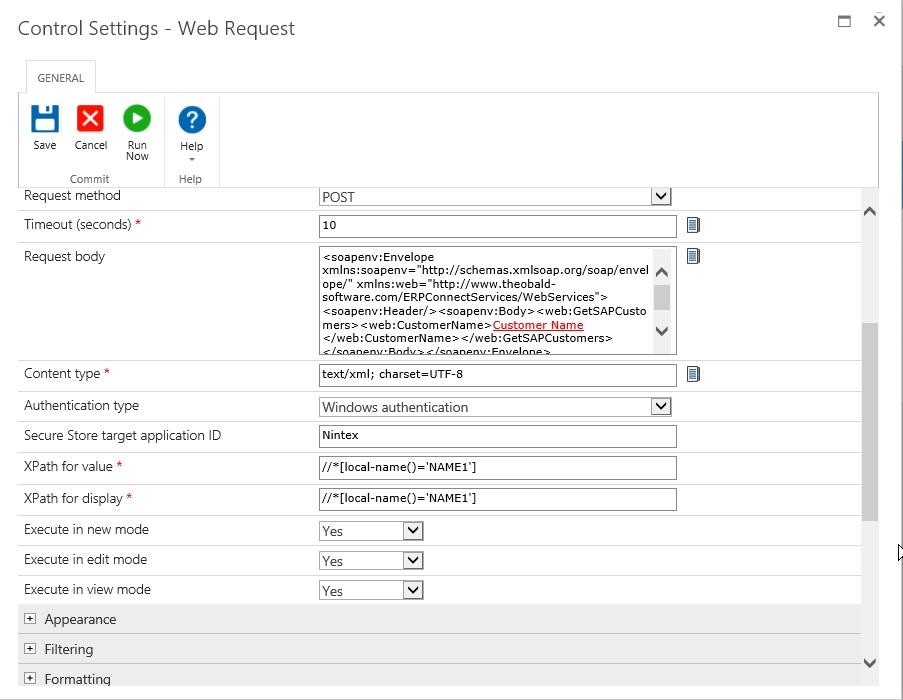 Control Settings - Web Request
GENERAL
Save
Cancel
Run
Now
Help
Commit
Help
Request method
POST
Timeout (seconds) *
10
Request body
<soapenv:Envelope
xmlns:soapenv="http://schemas.xmlsoap.org/soap/envel
ope/" xmlns:web="http://www.theobald-
software.com/ERPConnectServices/WebServices">
<soapenv:Header/><soapenv:Body><web:GetSAPCusto
mers><web:CustomerName>Customer Name
</web:CustomerName></web:GetSAPCustomers>
</soapenv:Body></soapenv:Envelope>
Content type *
text/xml; charset=UTF-8
Authentication type
Windows authentication
Secure Store target application ID
Nintex
XPath for value *
//*[local-name()='NAME1']
XPath for display *
//*[local-name()='NAME1']
Execute in new mode
Yes
Execute in edit mode
Yes
Execute in view mode
Yes
Appearance
Filtering
Formatting